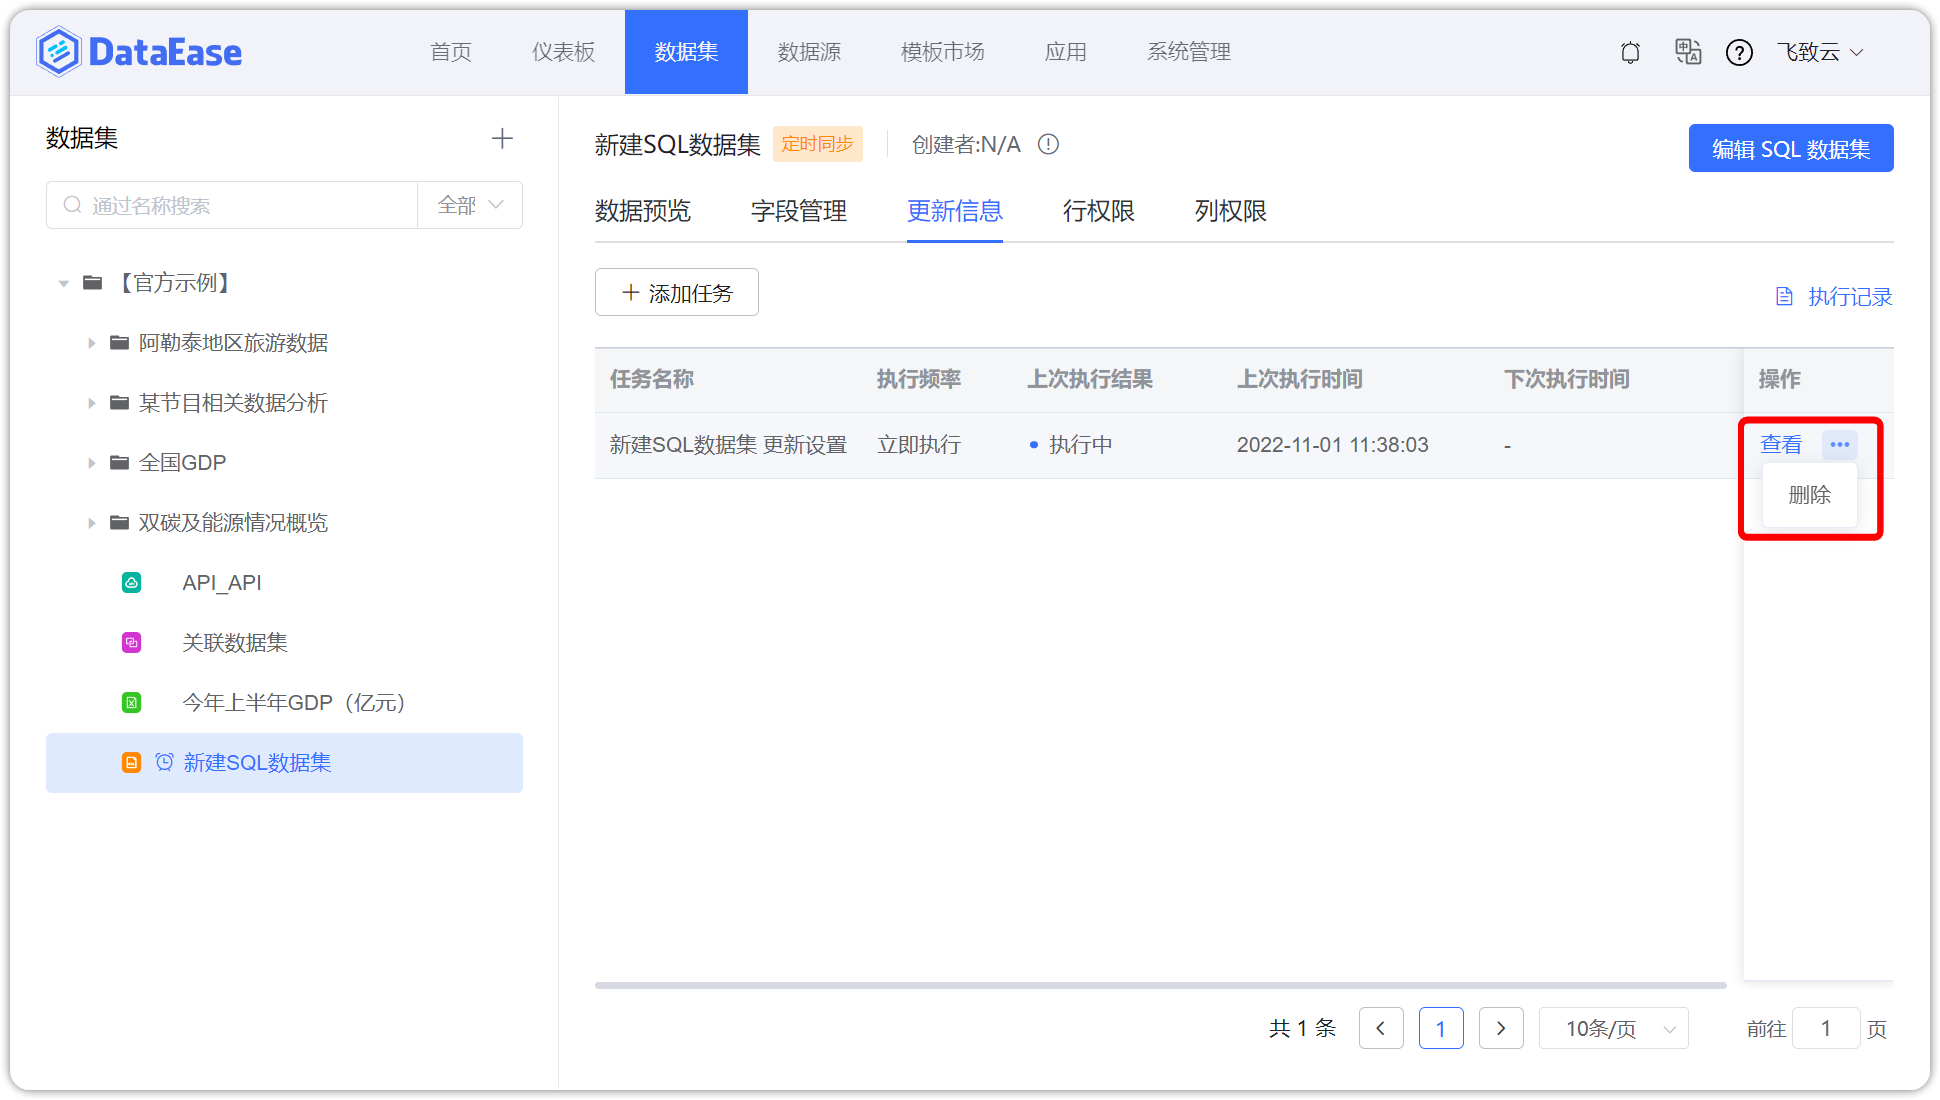 DataEase 首页 仪表板 数据集 数据源 模板市场 应用 系统管理 飞致云
数据集
通过名称搜索 全部
【官方示例】
阿勒泰地区旅游数据
某节目相关数据分析
全国GDP
双碳及能源情况概览
API_API
关联数据集
今年上半年GDP（亿元）
新建SQL数据集
新建SQL数据集 定时同步 创建者:N/A 编辑 SQL 数据集
数据预览 字段管理 更新信息 行权限 列权限
添加任务 执行记录
任务名称 执行频率 上次执行结果 上次执行时间 下次执行时间 操作
新建SQL数据集 更新设置 立即执行 执行中 2022-11-01 11:38:03 - 查看
删除
共 1 条 1 10条/页 前往 1 页